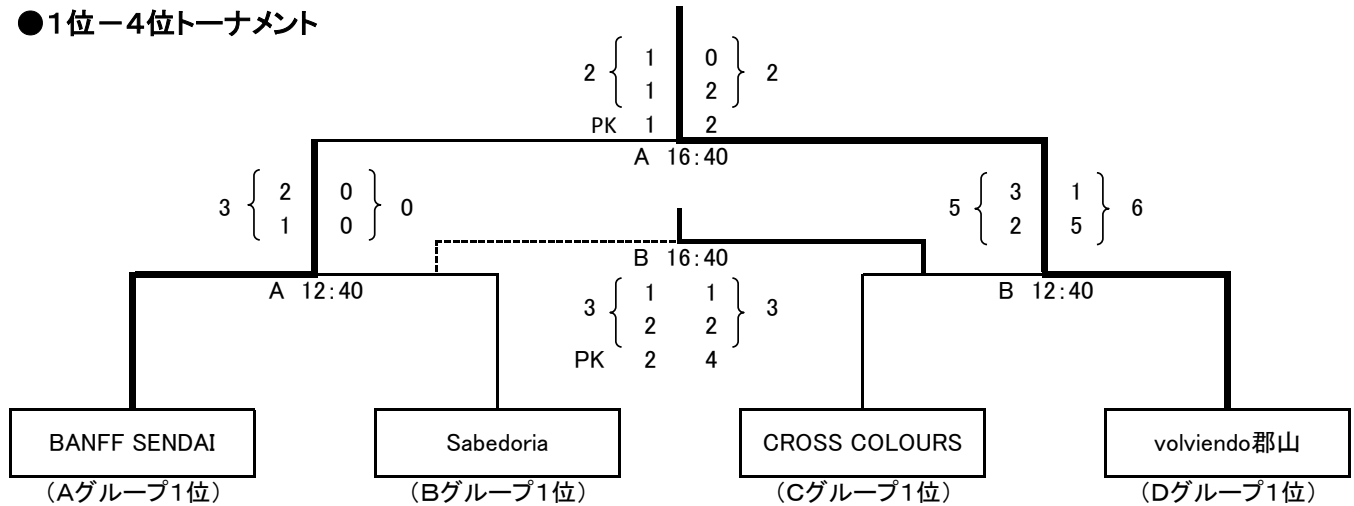 ●1位－4位トーナメント
2 { 1 0 } 2
1 2
PK 1 2
A 16:40
3 { 2 0 } 0
1 0
5 { 3 1 } 6
2 5
B 16:40
A 12:40
B 12:40
3 { 1 1 } 3
2 2
PK 2 4
BANFF SENDAI
Sabedoria
CROSS COLOURS
volviendo郡山
（Aグループ1位）
（Bグループ1位）
（Cグループ1位）
（Dグループ1位）